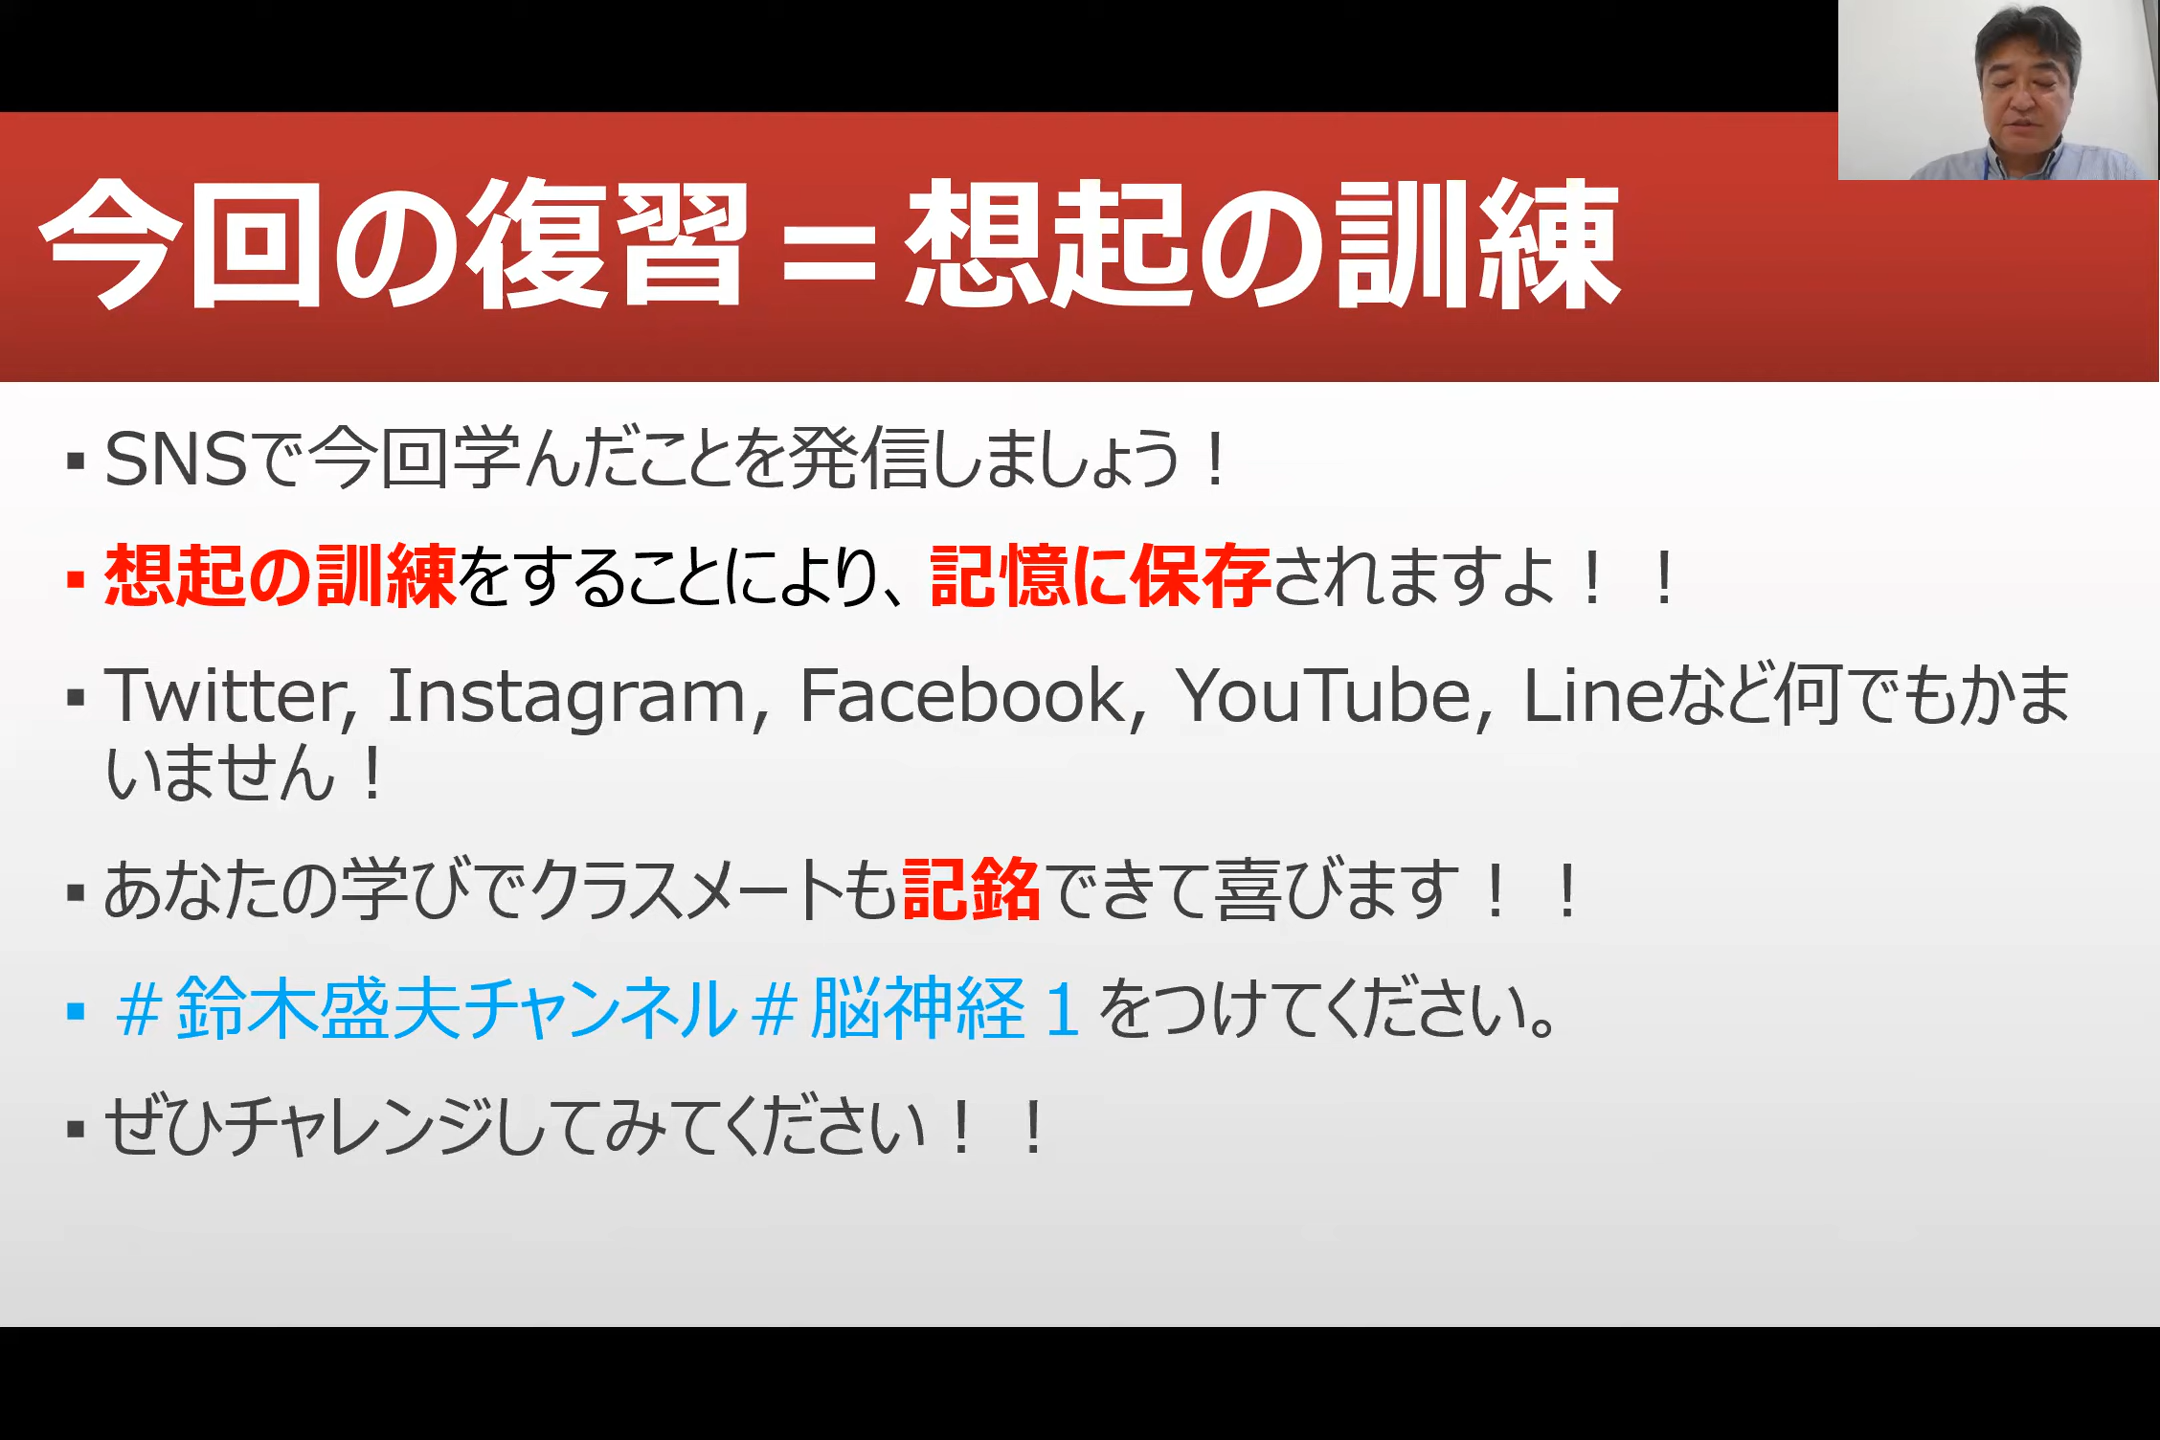 今回の復習＝想起の訓練
▪SNSで今回学んだことを発信しましょう！
▪想起の訓練をすることにより、記憶に保存されますよ！！
▪Twitter, Instagram, Facebook, YouTube, Lineなど何でもかま
いません！
▪あなたの学びでクラスメートも記銘できて喜びます！！
▪＃鈴木盛夫チャンネル＃脳神経１をつけてください。
▪ぜひチャレンジしてみてください！！